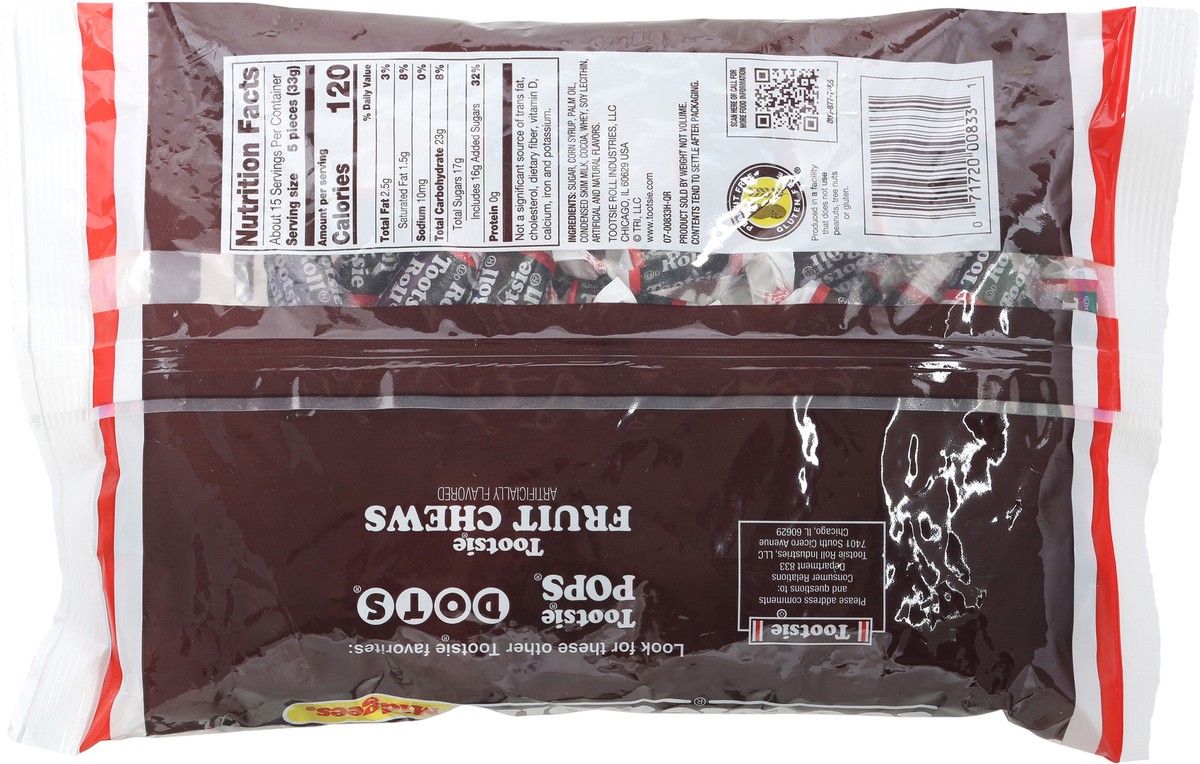 Nutrition Facts
About 15 Servings Per Container
Serving size 5 pieces (33g)
Amount per serving
Calories 120
% Daily Value
Total Fat 2.5g 3%
Saturated Fat 1.5g 8%
Sodium 10mg 0%
Total Carbohydrate 23g 8%
Total Sugars 17g
Includes 16g Added Sugars 32%
Protein 0g
Not a significant source of trans fat,
cholesterol, dietary fiber, vitamin D,
calcium, iron and potassium.
INGREDIENTS: SUGAR, CORN SYRUP, PALM OIL,
CONDENSED SKIM MILK, COCOA, WHEY, SOY LECITHIN,
ARTIFICIAL AND NATURAL FLAVORS.
TOOTSIE ROLL INDUSTRIES, LLC
CHICAGO, IL 60629 USA
© TRI, LLC
www.tootsie.com
07-00833PH-QR
PRODUCT SOLD BY WEIGHT NOT VOLUME.
CONTENTS TEND TO SETTLE AFTER PACKAGING.
SCAN HERE OR CALL FOR
MORE FOOD INFORMATION
Produced in a facility
that does not use
peanuts, tree nuts
or gluten.
0 71720 00833 1
Tootsie
Roll
Midgees®
Look for these other Tootsie® favorites:
Tootsie®
POPS®
DOTS®
Tootsie®
FRUIT CHEWS
ARTIFICIALLY FLAVORED
Tootsie®
Please address comments
and questions to:
Consumer Relations
Department 833
Tootsie Roll Industries, LLC
7401 South Cicero Avenue
Chicago, IL 60629